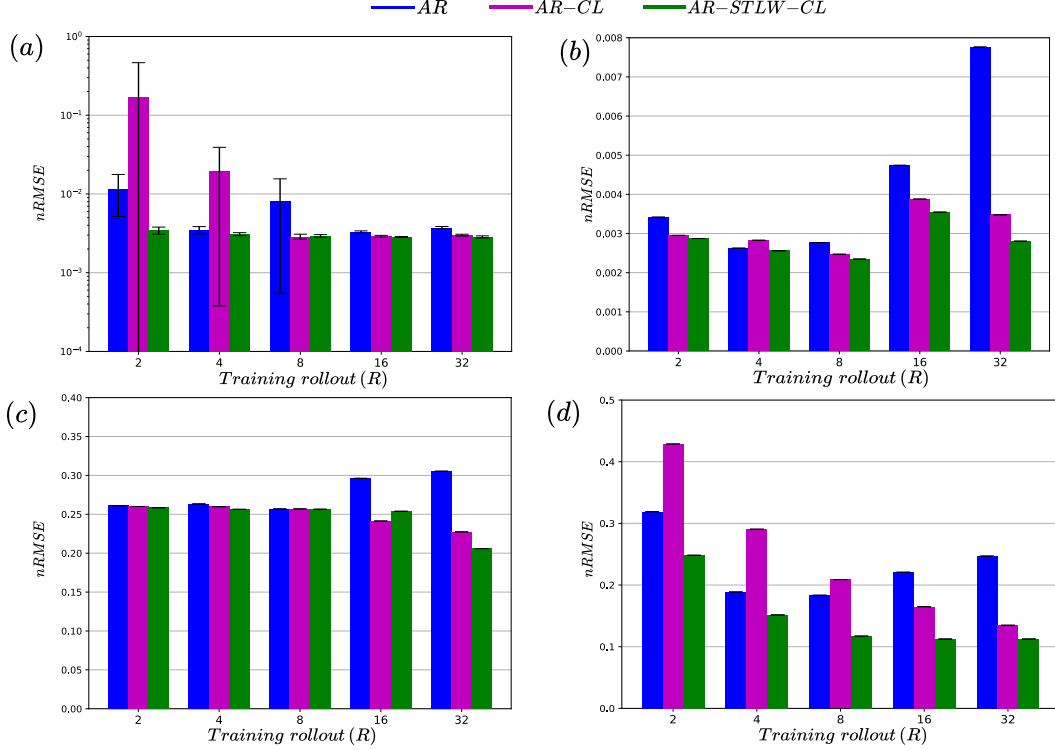 AR AR−CL AR−STLW−CL
(a)
10^0
10^−1
10^−2
10^−3
10^−4
nRMSE
2 4 8 16 32
Training rollout (R)
(b)
0.008
0.007
0.006
0.005
0.004
0.003
0.002
0.001
0.000
nRMSE
2 4 8 16 32
Training rollout (R)
(c)
0.40
0.35
0.30
0.25
0.20
0.15
0.10
0.05
0.00
nRMSE
2 4 8 16 32
Training rollout (R)
(d)
0.5
0.4
0.3
0.2
0.1
0.0
nRMSE
2 4 8 16 32
Training rollout (R)